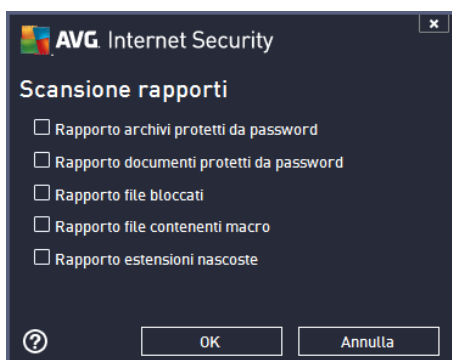 AVG. Internet Security
Scansione rapporti
Rapporto archivi protetti da password
Rapporto documenti protetti da password
Rapporto file bloccati
Rapporto file contenenti macro
Rapporto estensioni nascoste
? OK Annulla